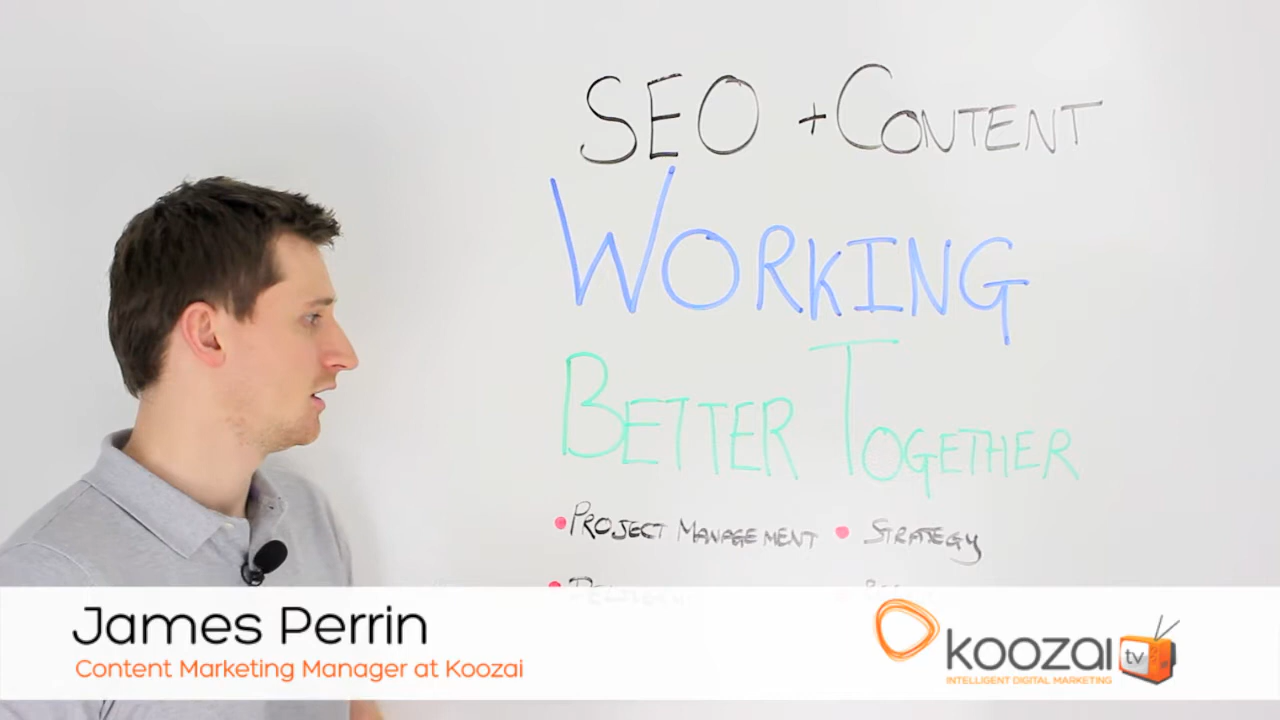 SEO + CONTENT
WORKING
BETTER TOGETHER
• PROJECT MANAGEMENT • STRATEGY
James Perrin
Content Marketing Manager at Koozai
koozai tv
INTELLIGENT DIGITAL MARKETING